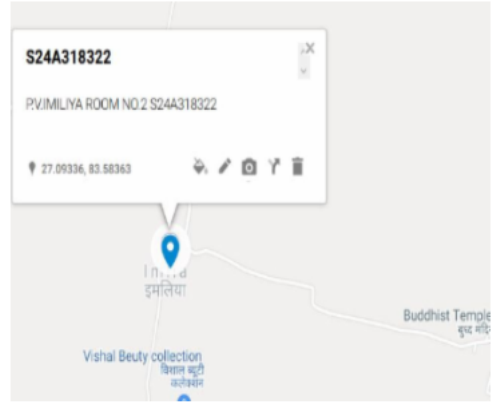 S24A318322
P.V.IMILIYA ROOM NO.2 S24A318322
27.09336, 83.58363
इमलिया
Buddhist Temple
बुध्द
Vishal Beuty collection
विशाल ब्यूटी
कलेक्शन